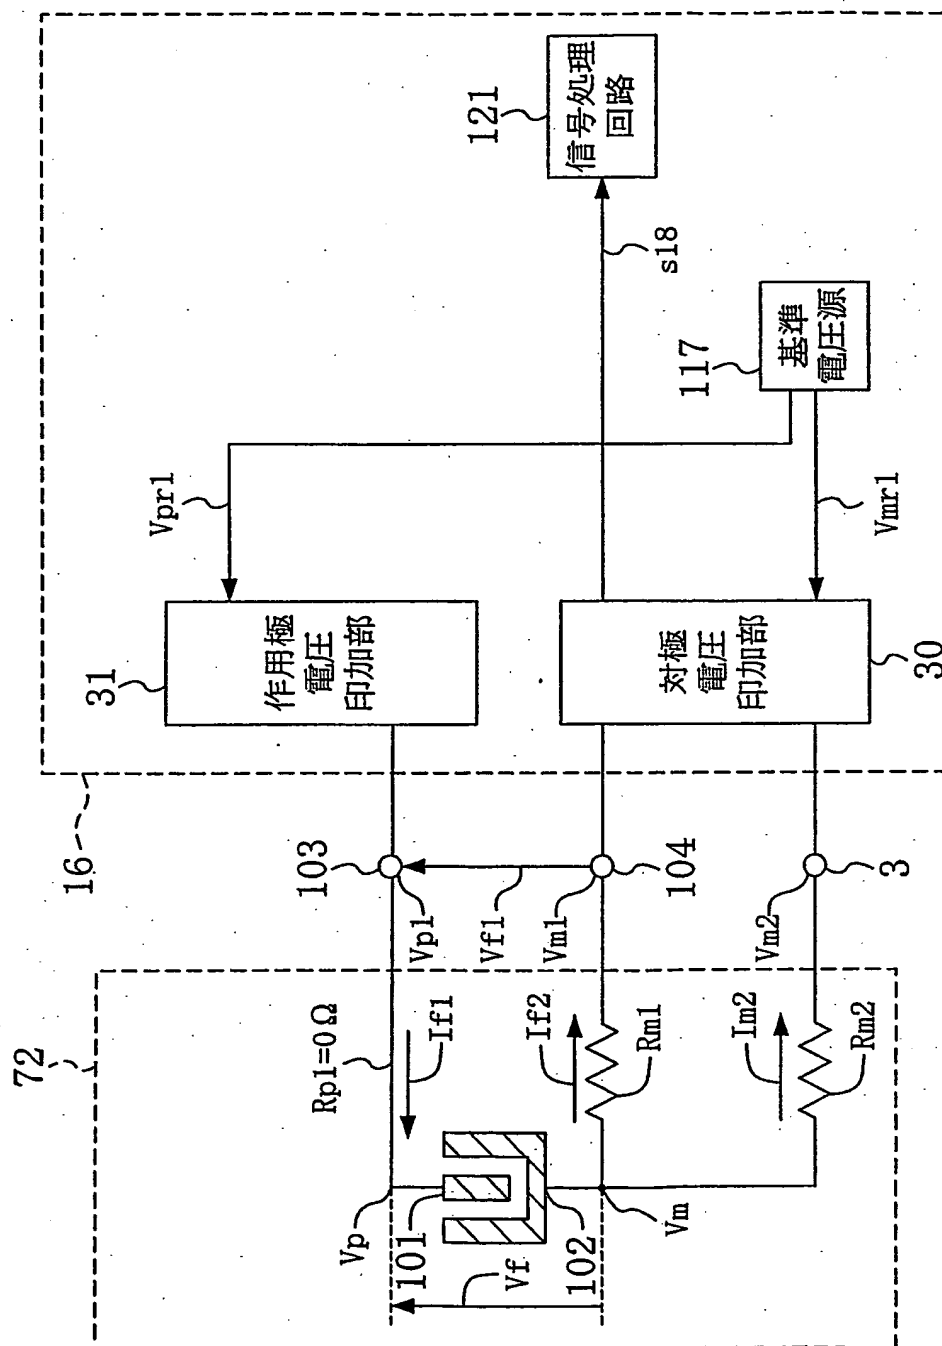 72
16
Vp
101
Vf
102
Vm
Rp1=0Ω
If1
If2
Rm1
Im2
Rm2
103
Vp1
Vf1
Vm1
104
Vm2
3
31
作用極
電圧
印加部
対極
電圧
印加部
30
Vpr1
Vmr1
s18
117
基準
電圧源
121
信号処理
回路